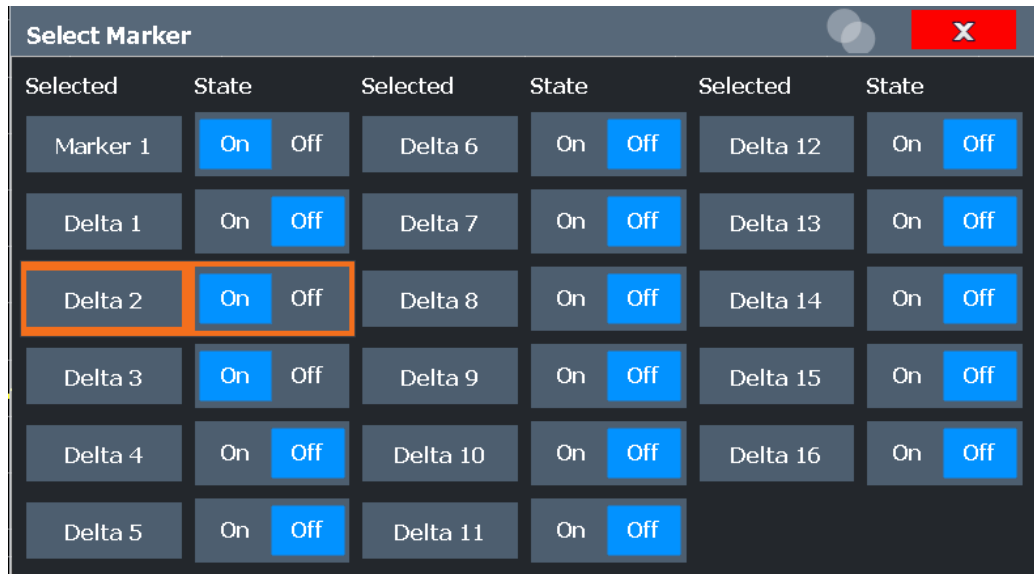 Select Marker X
Selected State Selected State Selected State
Marker 1 On Off Delta 6 On Off Delta 12 On Off
Delta 1 On Off Delta 7 On Off Delta 13 On Off
Delta 2 On Off Delta 8 On Off Delta 14 On Off
Delta 3 On Off Delta 9 On Off Delta 15 On Off
Delta 4 On Off Delta 10 On Off Delta 16 On Off
Delta 5 On Off Delta 11 On Off